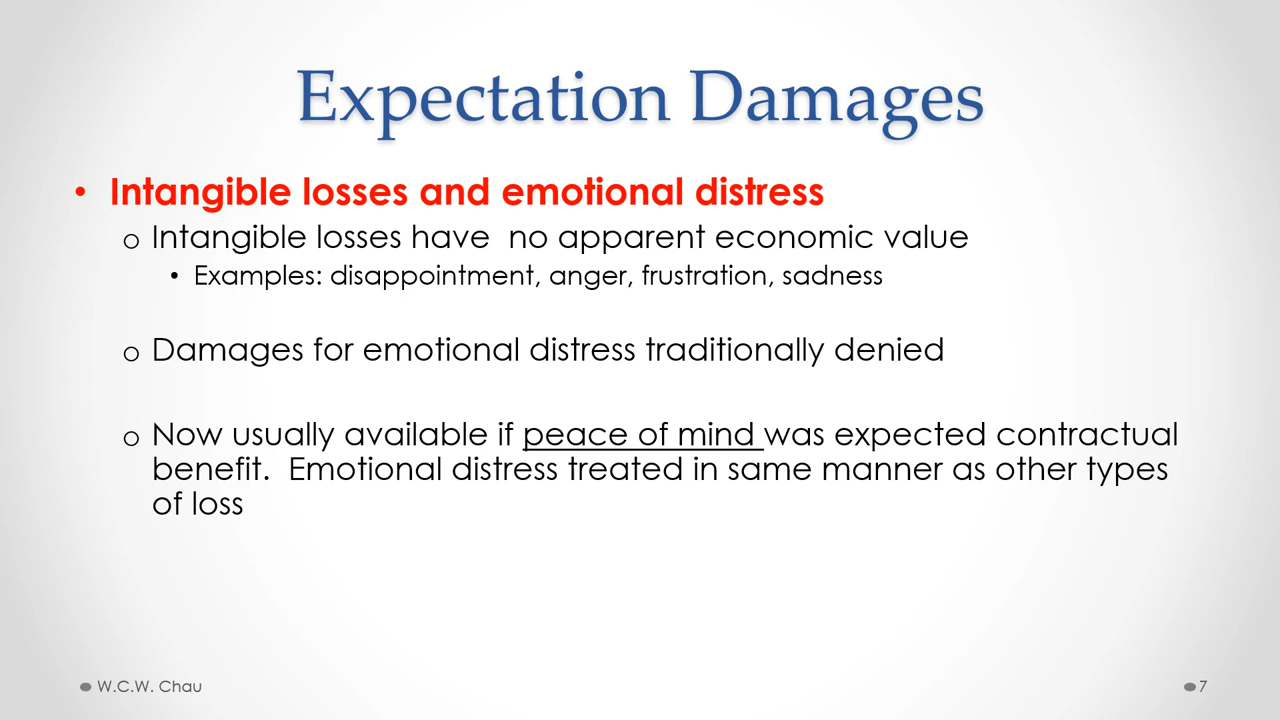 Expectation Damages
• Intangible losses and emotional distress
o Intangible losses have  no apparent economic value
• Examples: disappointment, anger, frustration, sadness
o Damages for emotional distress traditionally denied
o Now usually available if peace of mind was expected contractual
benefit.  Emotional distress treated in same manner as other types
of loss
W.C.W. Chau
7